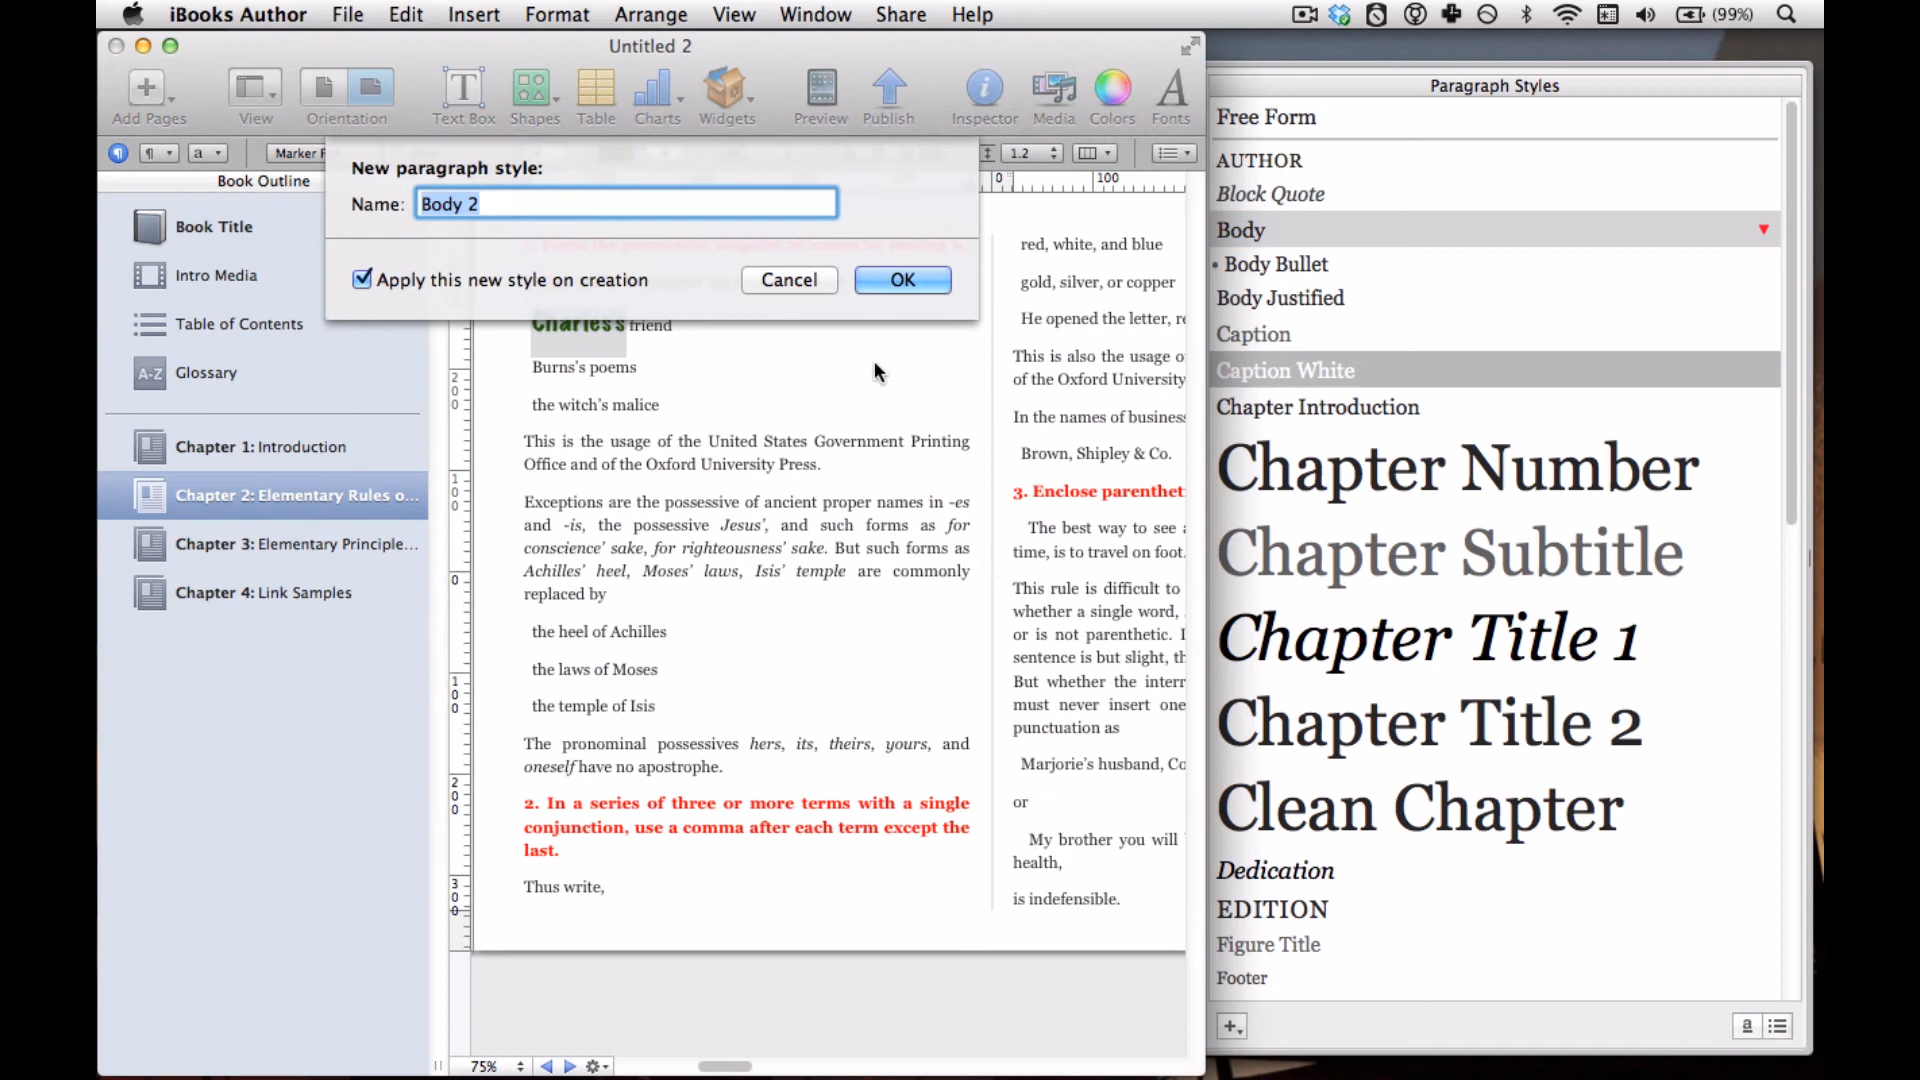 iBooks Author File Edit Insert Format Arrange View Window Share Help
(99%)
Untitled 2
Add Pages View Orientation Text Box Shapes Table Charts Widgets Preview Publish Inspector Media Colors Fonts
¶ a Marker F
1.2
Book Outline
0 100
Book Title
Intro Media
Table of Contents
A-Z Glossary
Chapter 1: Introduction
Chapter 2: Elementary Rules o...
Chapter 3: Elementary Principle...
Chapter 4: Link Samples
New paragraph style:
Name: Body 2
Apply this new style on creation
Cancel OK
Charles's friend
Burns's poems
the witch's malice
This is the usage of the United States Government Printing
Office and of the Oxford University Press.
Exceptions are the possessive of ancient proper names in -es
and -is, the possessive Jesus', and such forms as for
conscience' sake, for righteousness' sake. But such forms as
Achilles' heel, Moses' laws, Isis' temple are commonly
replaced by
the heel of Achilles
the laws of Moses
the temple of Isis
The pronominal possessives hers, its, theirs, yours, and
oneself have no apostrophe.
2. In a series of three or more terms with a single
conjunction, use a comma after each term except the
last.
Thus write,
red, white, and blue
gold, silver, or copper
He opened the letter, re
This is also the usage o
of the Oxford University
In the names of business
Brown, Shipley & Co.
3. Enclose parenthet
The best way to see a
time, is to travel on foot.
This rule is difficult to
whether a single word,
or is not parenthetic. I
sentence is but slight, th
But whether the interr
must never insert one
punctuation as
Marjorie's husband, Co
or
My brother you will
health,
is indefensible.
75%
Paragraph Styles
Free Form
AUTHOR
Block Quote
Body
• Body Bullet
Body Justified
Caption
Caption White
Chapter Introduction
Chapter Number
Chapter Subtitle
Chapter Title 1
Chapter Title 2
Clean Chapter
Dedication
EDITION
Figure Title
Footer
a